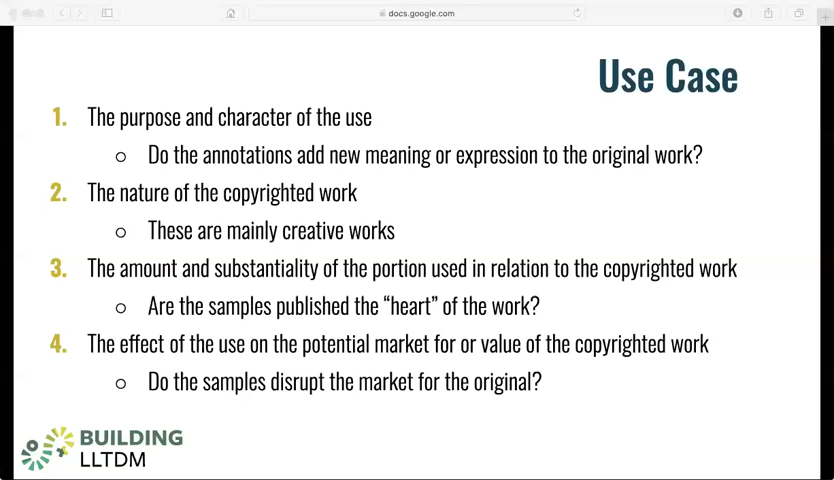 docs.google.com
Use Case
1. The purpose and character of the use
○ Do the annotations add new meaning or expression to the original work?
2. The nature of the copyrighted work
○ These are mainly creative works
3. The amount and substantiality of the portion used in relation to the copyrighted work
○ Are the samples published the “heart” of the work?
4. The effect of the use on the potential market for or value of the copyrighted work
○ Do the samples disrupt the market for the original?
BUILDING
LLTDM